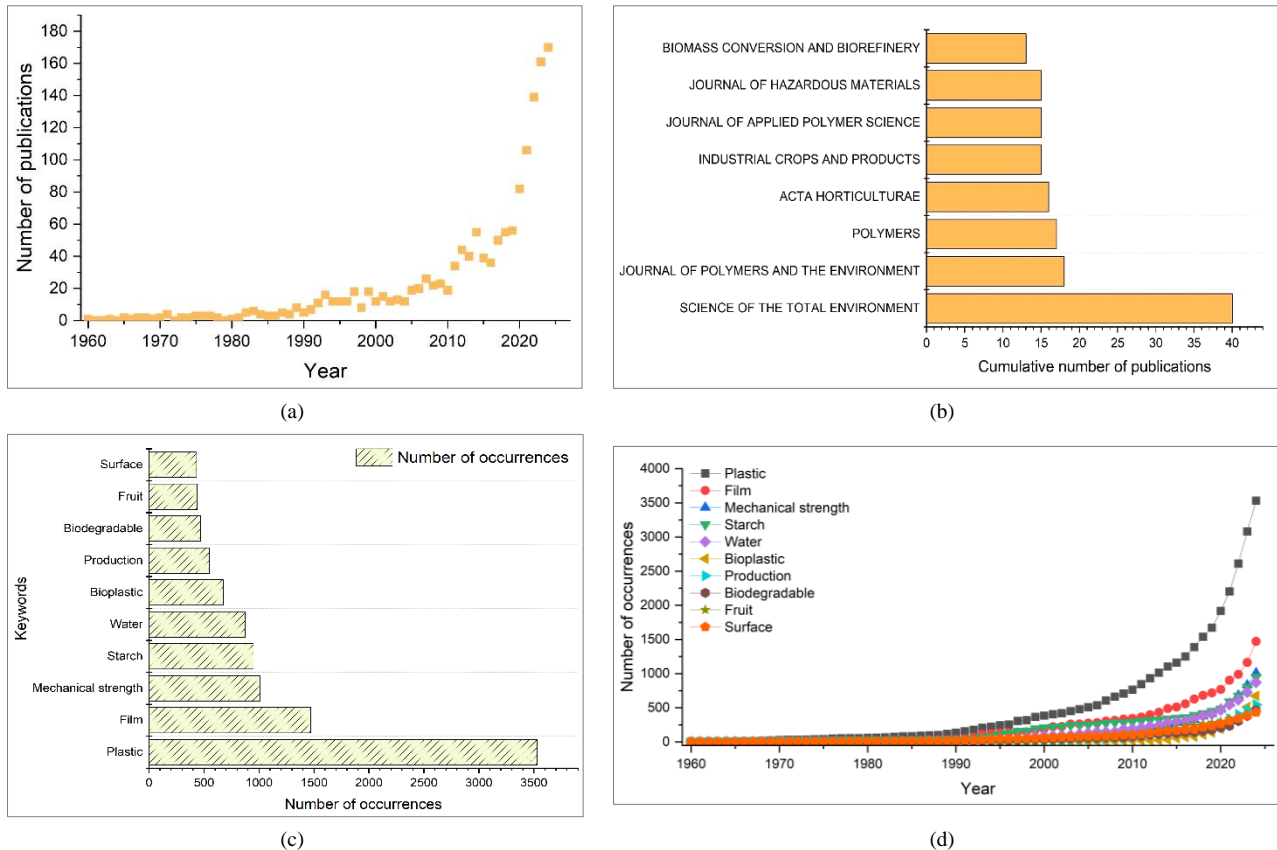 180
160
140
120
100
80
60
40
20
0
Number of publications
1960 1970 1980 1990 2000 2010 2020
Year
(a)
BIOMASS CONVERSION AND BIOREFINERY
JOURNAL OF HAZARDOUS MATERIALS
JOURNAL OF APPLIED POLYMER SCIENCE
INDUSTRIAL CROPS AND PRODUCTS
ACTA HORTICULTURAE
POLYMERS
JOURNAL OF POLYMERS AND THE ENVIRONMENT
SCIENCE OF THE TOTAL ENVIRONMENT
0 5 10 15 20 25 30 35 40
Cumulative number of publications
(b)
Number of occurrences
Surface
Fruit
Biodegradable
Production
Bioplastic
Water
Starch
Mechanical strength
Film
Plastic
Keywords
0 500 1000 1500 2000 2500 3000 3500
Number of occurrences
(c)
4000
3500
3000
2500
2000
1500
1000
500
0
Number of occurrences
Plastic
Film
Mechanical strength
Starch
Water
Bioplastic
Production
Biodegradable
Fruit
Surface
1960 1970 1980 1990 2000 2010 2020
Year
(d)